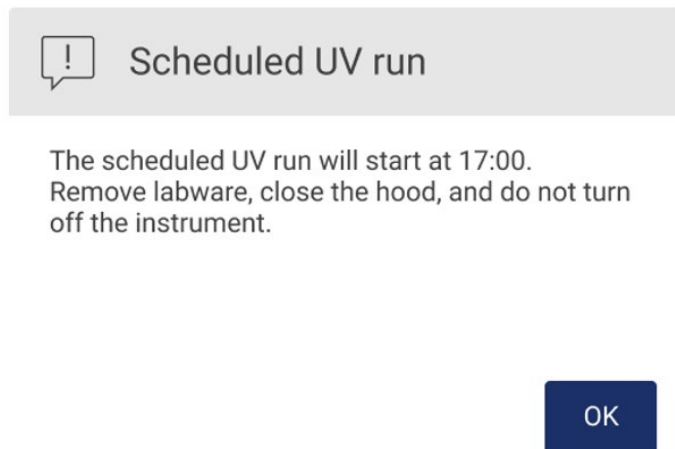 !
Scheduled UV run
The scheduled UV run will start at 17:00.
Remove labware, close the hood, and do not turn
off the instrument.
OK